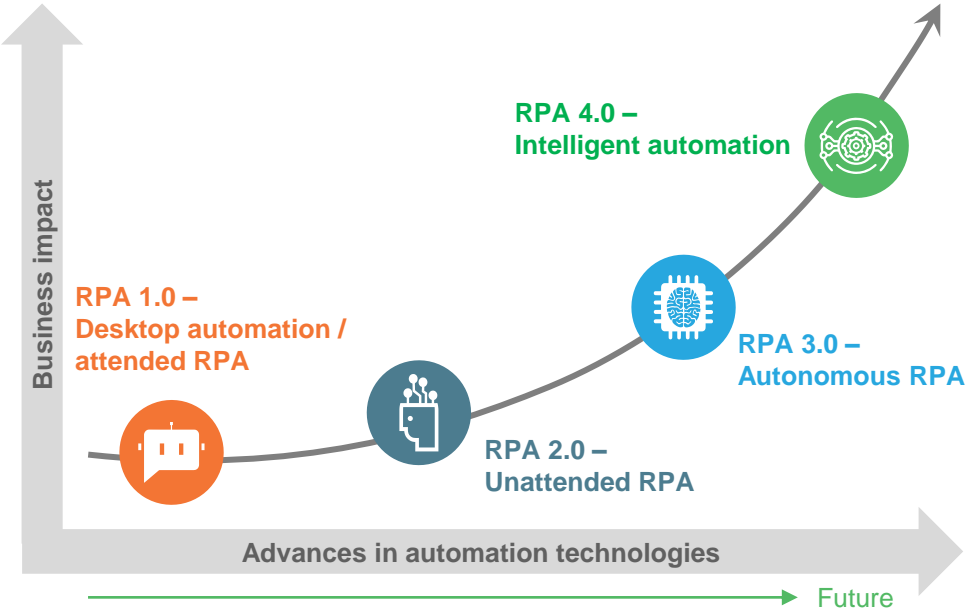 RPA 4.0 –
Intelligent automation
Business impact
RPA 1.0 –
Desktop automation /
attended RPA
RPA 3.0 –
Autonomous RPA
RPA 2.0 –
Unattended RPA
Advances in automation technologies
Future